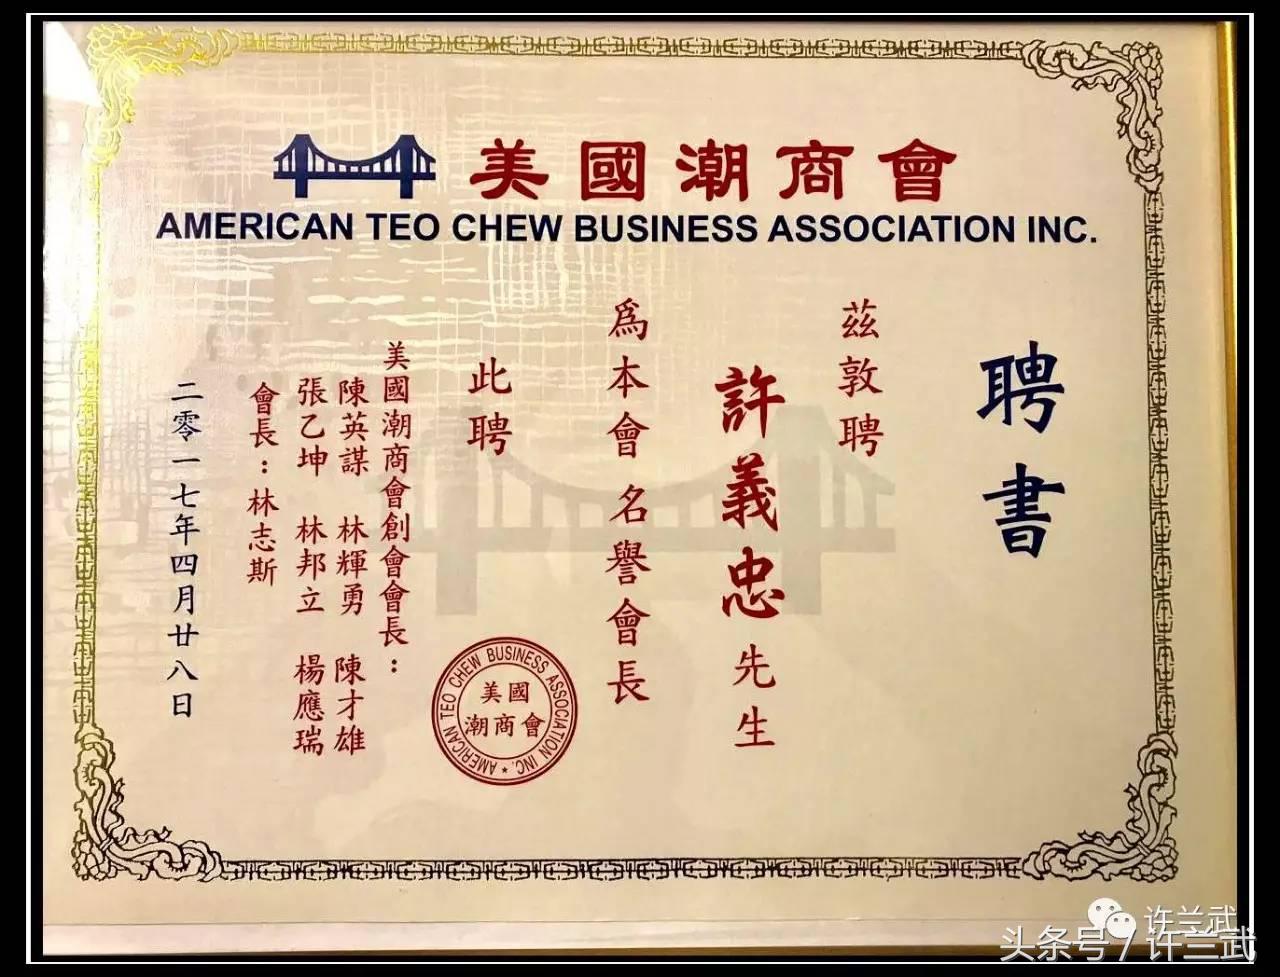 美國潮商會
AMERICAN TEO CHEW BUSINESS ASSOCIATION INC.
聘書
茲敦聘
許義忠先生
為本會名譽會長
此聘
美國潮商會創會會長：
陳英謀 林輝勇 陳才雄
張乙坤 林邦立 楊應瑞
會長：林志斯
二零一七年四月廿八日
AMERICAN TEO CHEW BUSINESS ASSOCIATION INC.
美國
潮商會
许兰武
头条号 / 许兰武